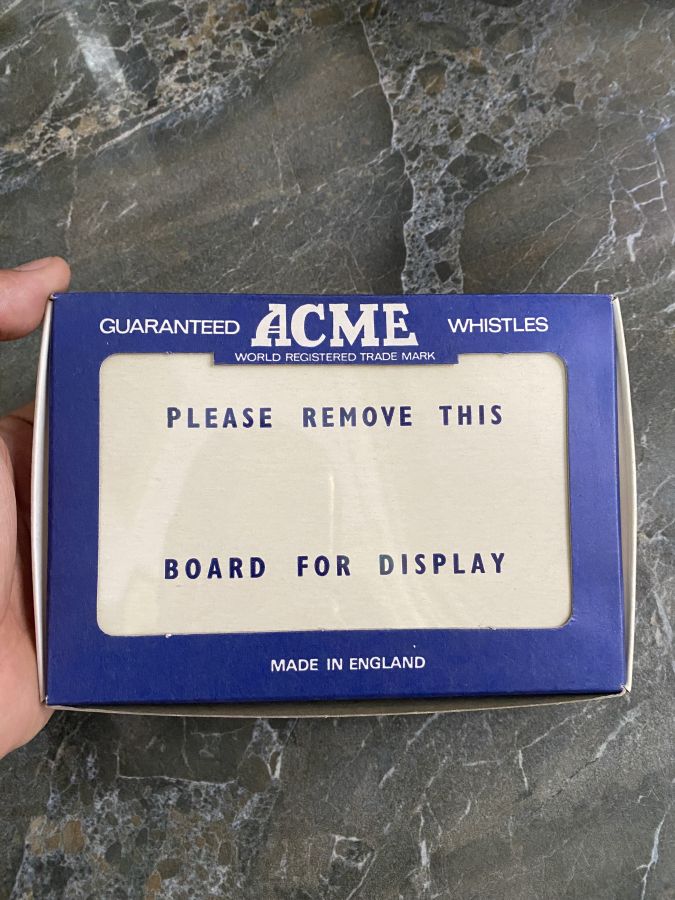 GUARANTEED ACME WHISTLES
WORLD REGISTERED TRADE MARK
PLEASE REMOVE THIS
BOARD FOR DISPLAY
MADE IN ENGLAND